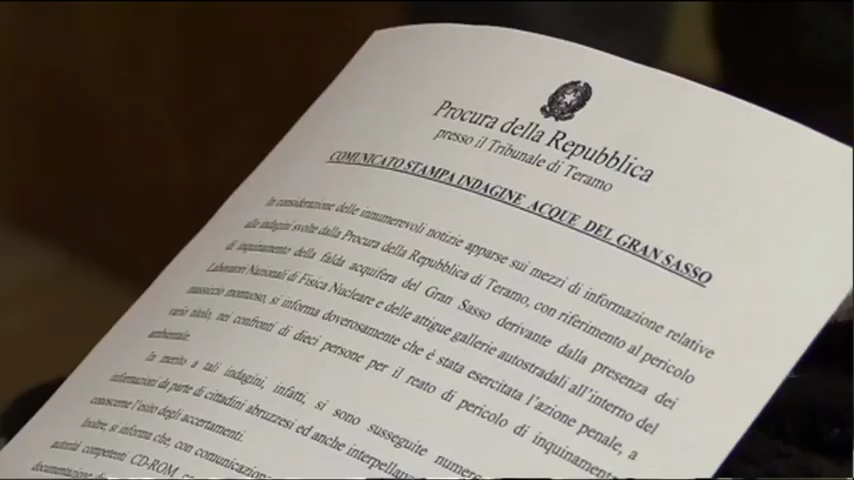 Procura della Repubblica
presso il Tribunale di Teramo
COMUNICATO STAMPA INDAGINE ACQUE DEL GRAN SASSO
In considerazione delle innumerevoli notizie apparse sui mezzi di informazione relative
alle indagini svolte dalla Procura della Repubblica di Teramo, con riferimento al pericolo
di inquinamento della falda acquifera del Gran Sasso derivante dalla presenza dei
Laboratori Nazionali di Fisica Nucleare e delle attigue gallerie autostradali all'interno del
massiccio montuoso, si informa doverosamente che è stata esercitata l'azione penale, a
vario titolo, nei confronti di dieci persone per il reato di pericolo di inquinamento
ambientale.
In merito a tali indagini, infatti, si sono susseguite numer
informazioni da parte di cittadini abruzzesi ed anche interpellan
conoscerne l'esito degli accertamenti.
Inoltre, si informa che, con comunicazion
autorità competenti CD-ROM
documentazione